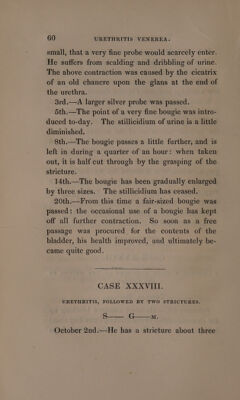 60 URETHRITIS VENEREA.
small, that a very fine probe would scarcely enter.
He suffers from scalding and dribbling of urine.
The above contraction was caused by the cicatrix
of an old chancre upon the glans at the end of
the urethra.
3rd.—A larger silver probe was passed.
5th.—The point of a very fine bougie was intro-
duced to-day. The stillicidium of urine is a little
diminished.
8th.—The bougie passes a little further, and is
left in during a quarter of an hour: when taken
out, it is half cut through by the grasping of the
stricture.
14th.—The bougie has been gradually enlarged
by three sizes. The stillicidium has ceased.
20th.—From this time a fair-sized bougie was
passed: the occasional use of a bougie has kept
off all further contraction. So soon as a free
passage was procured for the contents of the
bladder, his health improved, and ultimately be-
came quite good.
CASE XXXVIII.
URETHRITIS, FOLLOWED BY TWO STRICTURES.
S—— G——M.
October 2nd.—He has a stricture about three